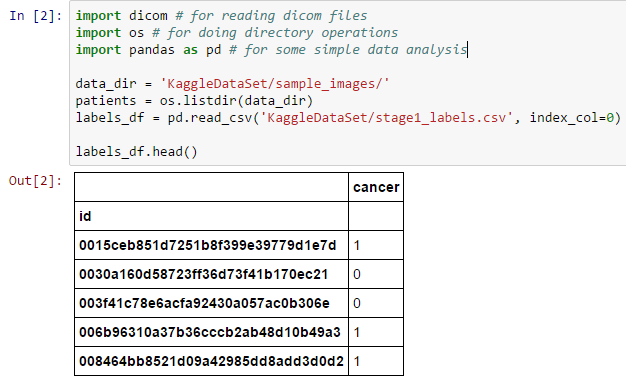 In [2]: import dicom # for reading dicom files
import os # for doing directory operations
import pandas as pd # for some simple data analysis
data_dir = 'KaggleDataSet/sample_images/'
patients = os.listdir(data_dir)
labels_df = pd.read_csv('KaggleDataSet/stage1_labels.csv', index_col=0)
labels_df.head()
Out[2]:
cancer
id
0015ceb851d7251b8f399e39779d1e7d 1
0030a160d58723ff36d73f41b170ec21 0
003f41c78e6acfa92430a057ac0b306e 0
006b96310a37b36cccb2ab48d10b49a3 1
008464bb8521d09a42985dd8add3d0d2 1